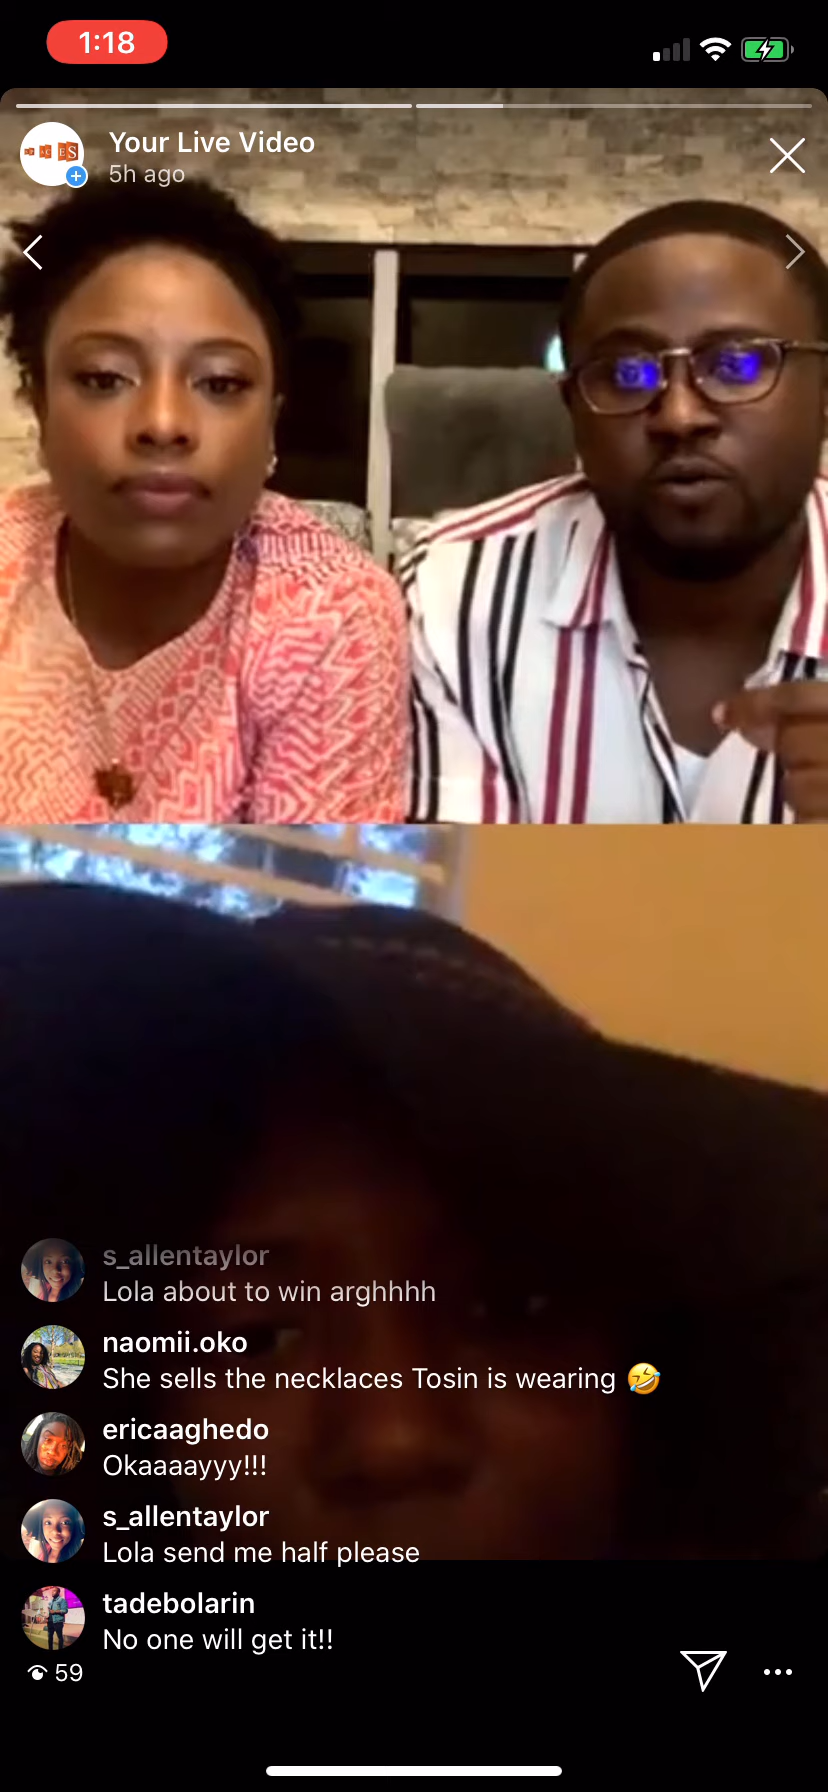 1:18
Your Live Video
5h ago
s_allentaylor
Lola about to win arghhhh
naomii.oko
She sells the necklaces Tosin is wearing 🤣
ericaaghedo
Okaaaayyy!!!
s_allentaylor
Lola send me half please
tadebolarin
No one will get it!!
59